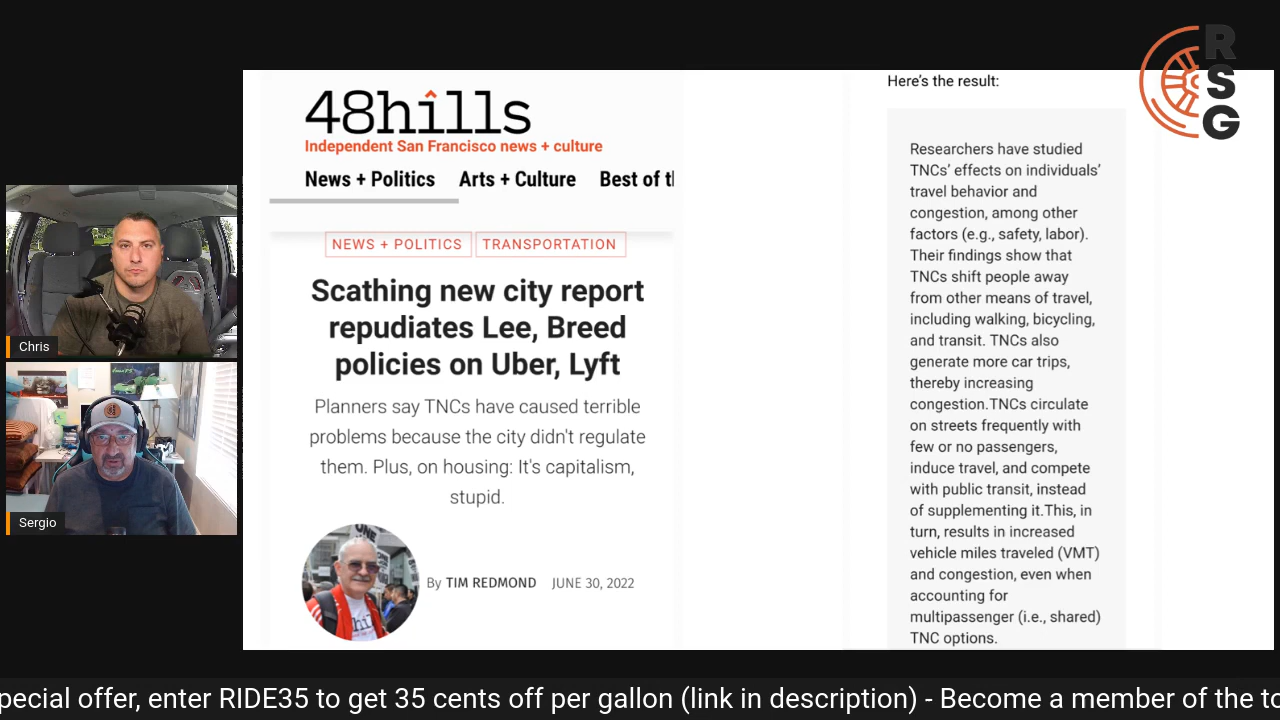 RSG
Chris
Sergio
48hills
Independent San Francisco news + culture
News + Politics Arts + Culture Best of
NEWS + POLITICS TRANSPORTATION
Scathing new city report
repudiates Lee, Breed
policies on Uber, Lyft
Planners say TNCs have caused terrible
problems because the city didn't regulate
them. Plus, on housing: It's capitalism,
stupid.
By TIM REDMOND JUNE 30, 2022
Here's the result:
Researchers have studied
TNCs' effects on individuals'
travel behavior and
congestion, among other
factors (e.g., safety, labor).
Their findings show that
TNCs shift people away
from other means of travel,
including walking, bicycling,
and transit. TNCs also
generate more car trips,
thereby increasing
congestion.TNCs circulate
on streets frequently with
few or no passengers,
induce travel, and compete
with public transit, instead
of supplementing it.This, in
turn, results in increased
vehicle miles traveled (VMT)
and congestion, even when
accounting for
multipassenger (i.e., shared)
TNC options.
pecial offer, enter RIDE35 to get 35 cents off per gallon (link in description) - Become a member of the